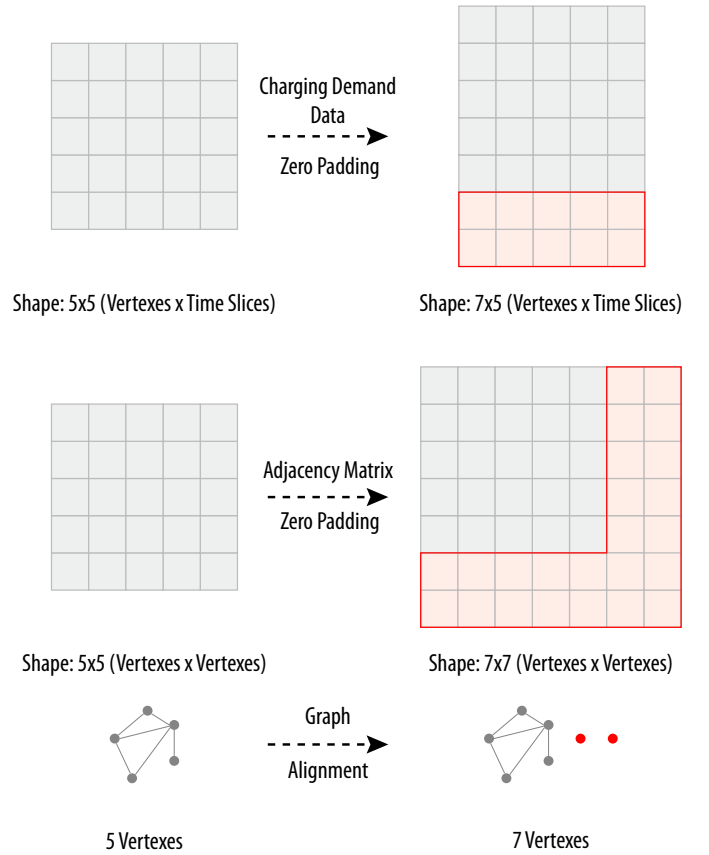 Charging Demand
Data
Zero Padding
Shape: 5x5 (Vertexes x Time Slices)
Shape: 7x5 (Vertexes x Time Slices)
Adjacency Matrix
Zero Padding
Shape: 5x5 (Vertexes x Vertexes)
Shape: 7x7 (Vertexes x Vertexes)
Graph
Alignment
5 Vertexes
7 Vertexes